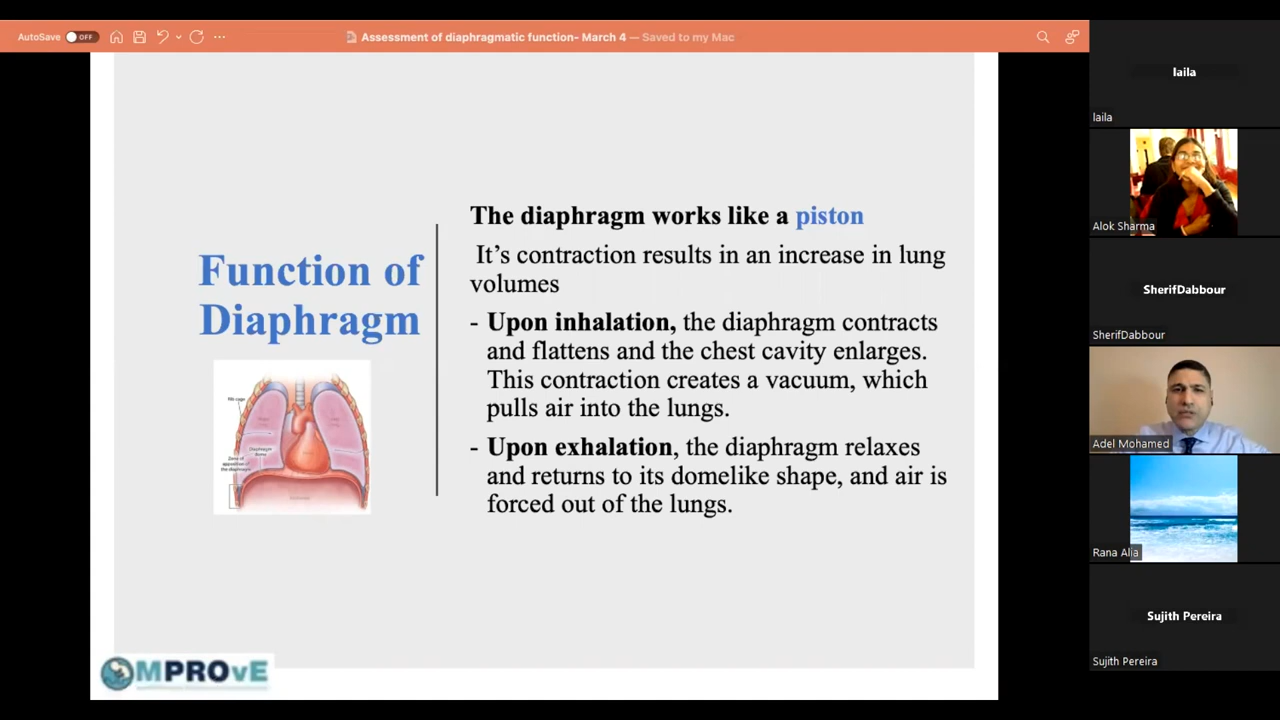 AutoSave OFF
Assessment of diaphragmatic function- March 4 — Saved to my Mac
Function of
Diaphragm
Rib cage
The diaphragm works like a piston
It’s contraction results in an increase in lung
volumes
- Upon inhalation, the diaphragm contracts
and flattens and the chest cavity enlarges.
This contraction creates a vacuum, which
pulls air into the lungs.
- Upon exhalation, the diaphragm relaxes
and returns to its domelike shape, and air is
forced out of the lungs.
MPROvE
laila
laila
Alok Sharma
SherifDabbour
SherifDabbour
Adel Mohamed
Rana Alia
Sujith Pereira
Sujith Pereira